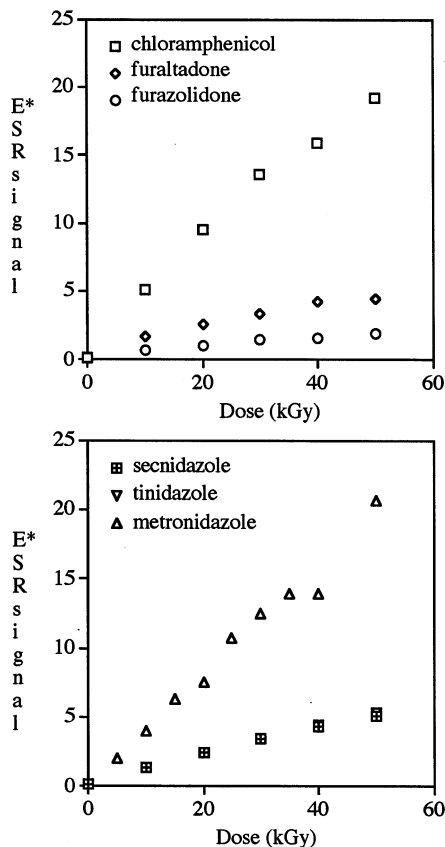 chloramphenicol
furaltadone
furazolidone
25
20
15
10
5
0
E*
S
R
s
i
g
n
a
l
0
20
40
60
Dose (kGy)
secnidazole
tinidazole
metronidazole
25
20
15
10
5
0
E*
S
R
s
i
g
n
a
l
0
20
40
60
Dose (kGy)